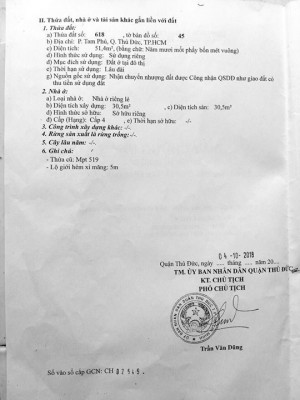 II. Thửa đất, nhà ở và tài sản khác gắn liền với đất
1. Thửa đất:
a) Thửa đất số: 618 , tờ bản đồ số: 45
b) Địa chỉ: P. Tam Phú, Q. Thủ Đức, TP.HCM
c) Diện tích: 51,4m², (bằng chữ: Năm mươi mốt phẩy bốn mét vuông)
d) Hình thức sử dụng: Sử dụng riêng
đ) Mục đích sử dụng: Đất ở tại đô thị
e) Thời hạn sử dụng: Lâu dài
g) Nguồn gốc sử dụng: Nhận chuyển nhượng đất được Công nhận QSDĐ như giao đất có
thu tiền sử dụng đất
2. Nhà ở:
a) Loại nhà ở: Nhà ở riêng lẻ
b) Diện tích xây dựng: 30,5m² , c) Diện tích sàn: 30,5m²
d) Hình thức sở hữu: Sở hữu riêng
đ) Cấp (Hạng): Cấp 4 , e) Thời hạn sở hữu: -/-
3. Công trình xây dựng khác: -/-
4. Rừng sản xuất là rừng trồng: -/-
5. Cây lâu năm: -/-
6. Ghi chú:
- Thửa cũ: Mpt 519
- Lộ giới hẻm xi măng: 5m
04-10-2018
Quận Thủ Đức, ngày ..... tháng ..... năm 20....
TM. ỦY BAN NHÂN DÂN QUẬN THỦ ĐỨC
KT. CHỦ TỊCH
PHÓ CHỦ TỊCH
Trần Văn Dũng
Số vào sổ cấp GCN: CH